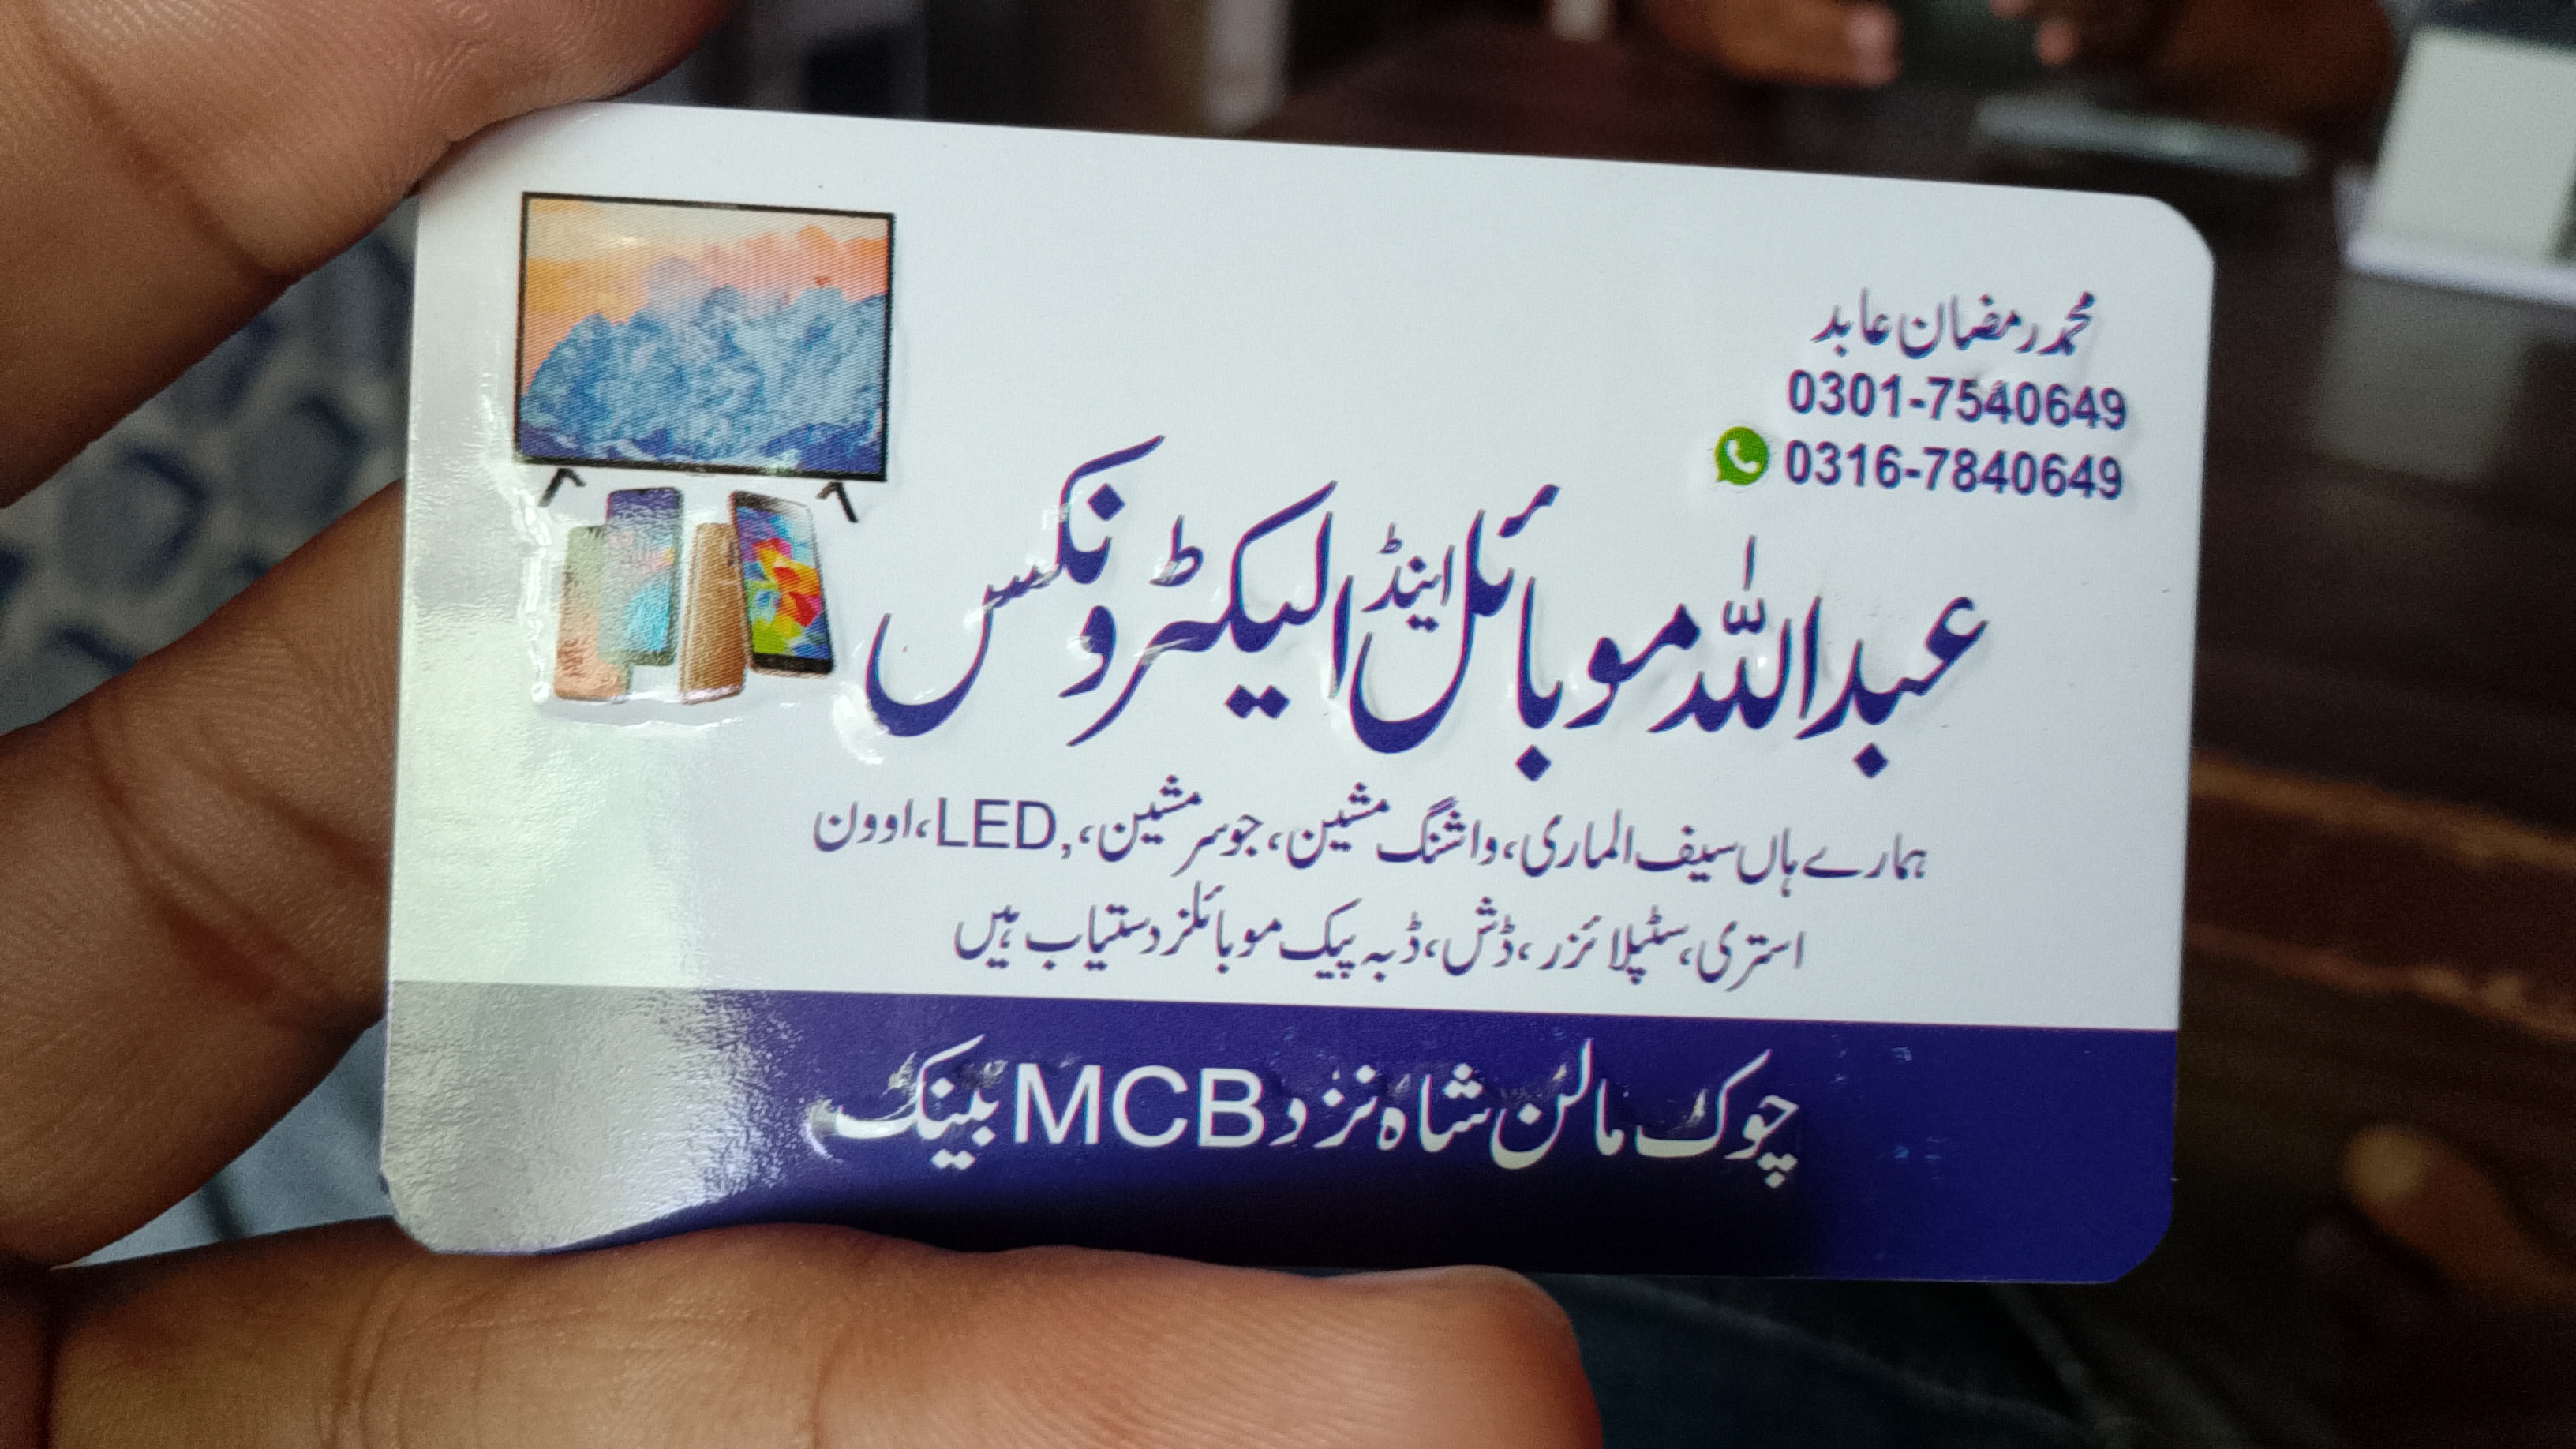 محمد رمضان عابد
0301-7540649
0316-7840649
عبداللہ موبائل اینڈ الیکٹرونکس
ہمارے ہاں سیف الماری، واشنگ مشین، جوسر مشین، ,LED، اوون
استری، سٹیپلائزر، ڈش، ڈبہ پیک موبائلز دستیاب ہیں
چوک مالن شاہ نزد MCB بینک